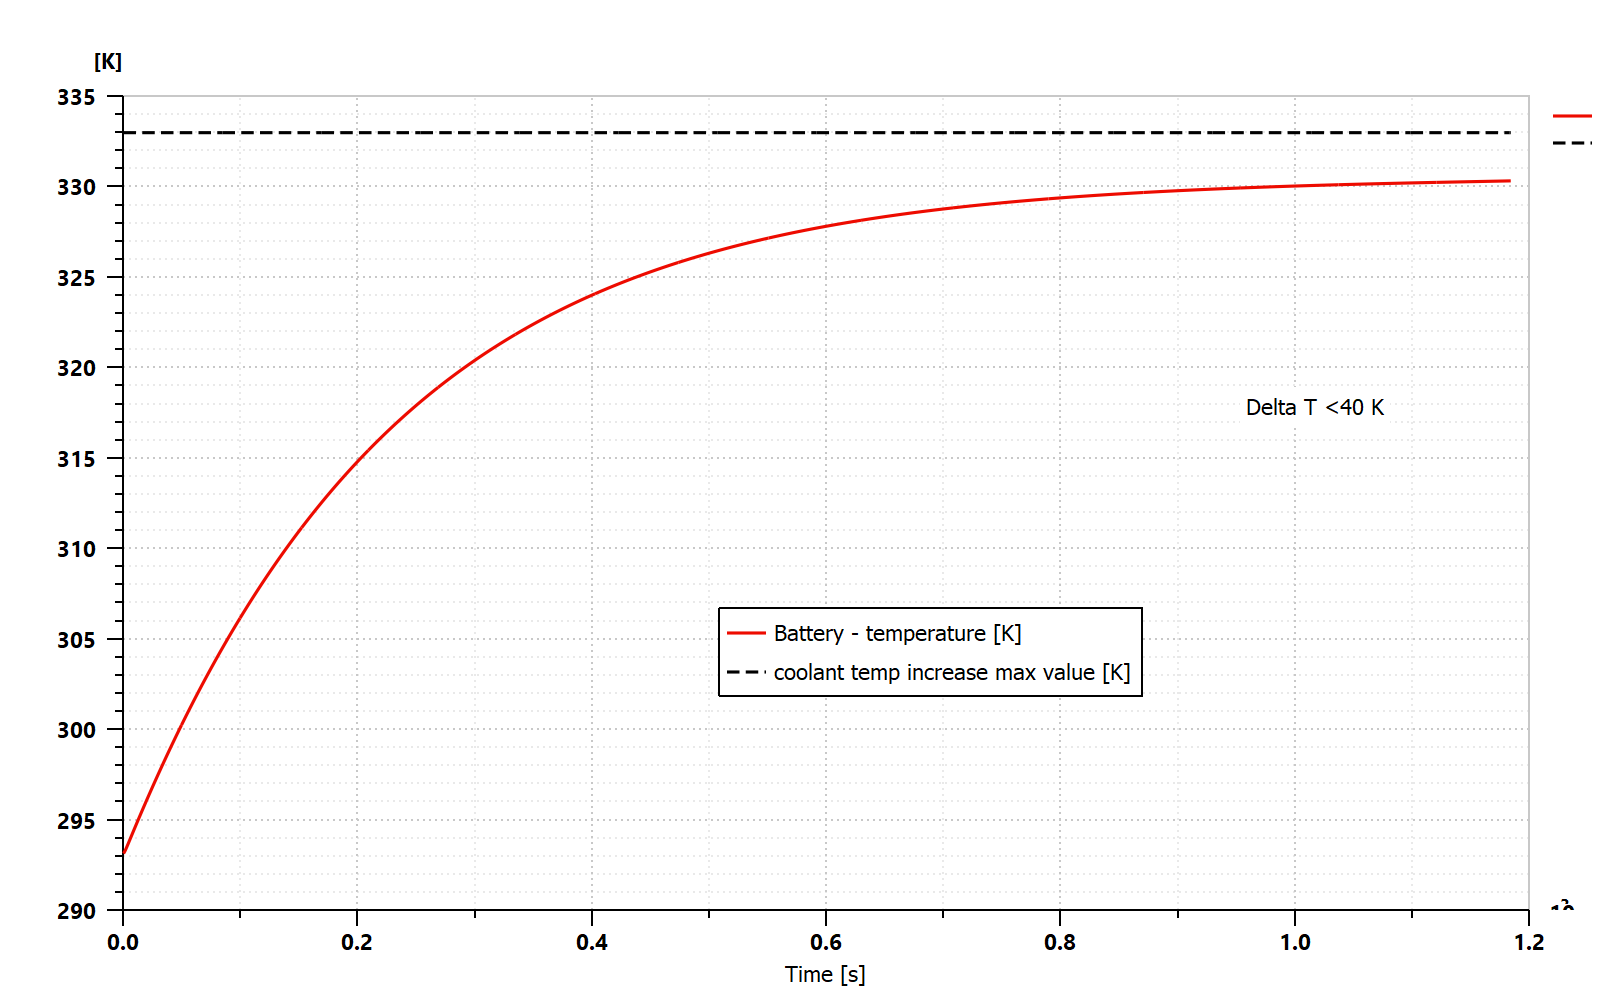 [K]
335
330
325
320
315
310
305
300
295
290
Delta T <40 K
Battery - temperature [K]
coolant temp increase max value [K]
0.0 0.2 0.4 0.6 0.8 1.0 1.2
Time [s]